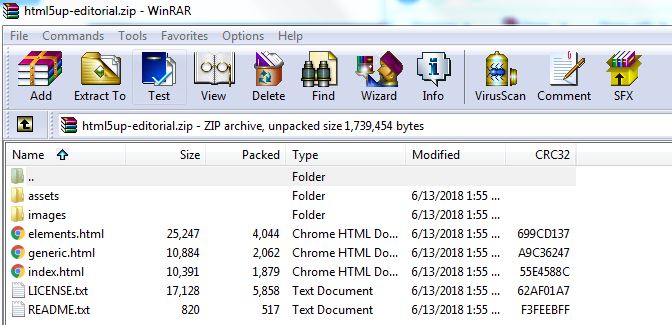 html5up-editorial.zip - WinRAR
File Commands Tools Favorites Options Help
Add Extract To Test View Delete Find Wizard Info VirusScan Comment SFX
html5up-editorial.zip - ZIP archive, unpacked size 1,739,454 bytes
Name Size Packed Type Modified CRC32
.. Folder
assets Folder 6/13/2018 1:55 ...
images Folder 6/13/2018 1:55 ...
elements.html 25,247 4,044 Chrome HTML Do... 6/13/2018 1:55 ... 699CD137
generic.html 10,884 2,062 Chrome HTML Do... 6/13/2018 1:55 ... A9C36247
index.html 10,391 1,879 Chrome HTML Do... 6/13/2018 1:55 ... 55E4588C
LICENSE.txt 17,128 5,858 Text Document 6/13/2018 1:55 ... 62AF01A7
README.txt 820 517 Text Document 6/13/2018 1:55 ... F3FEEBFF